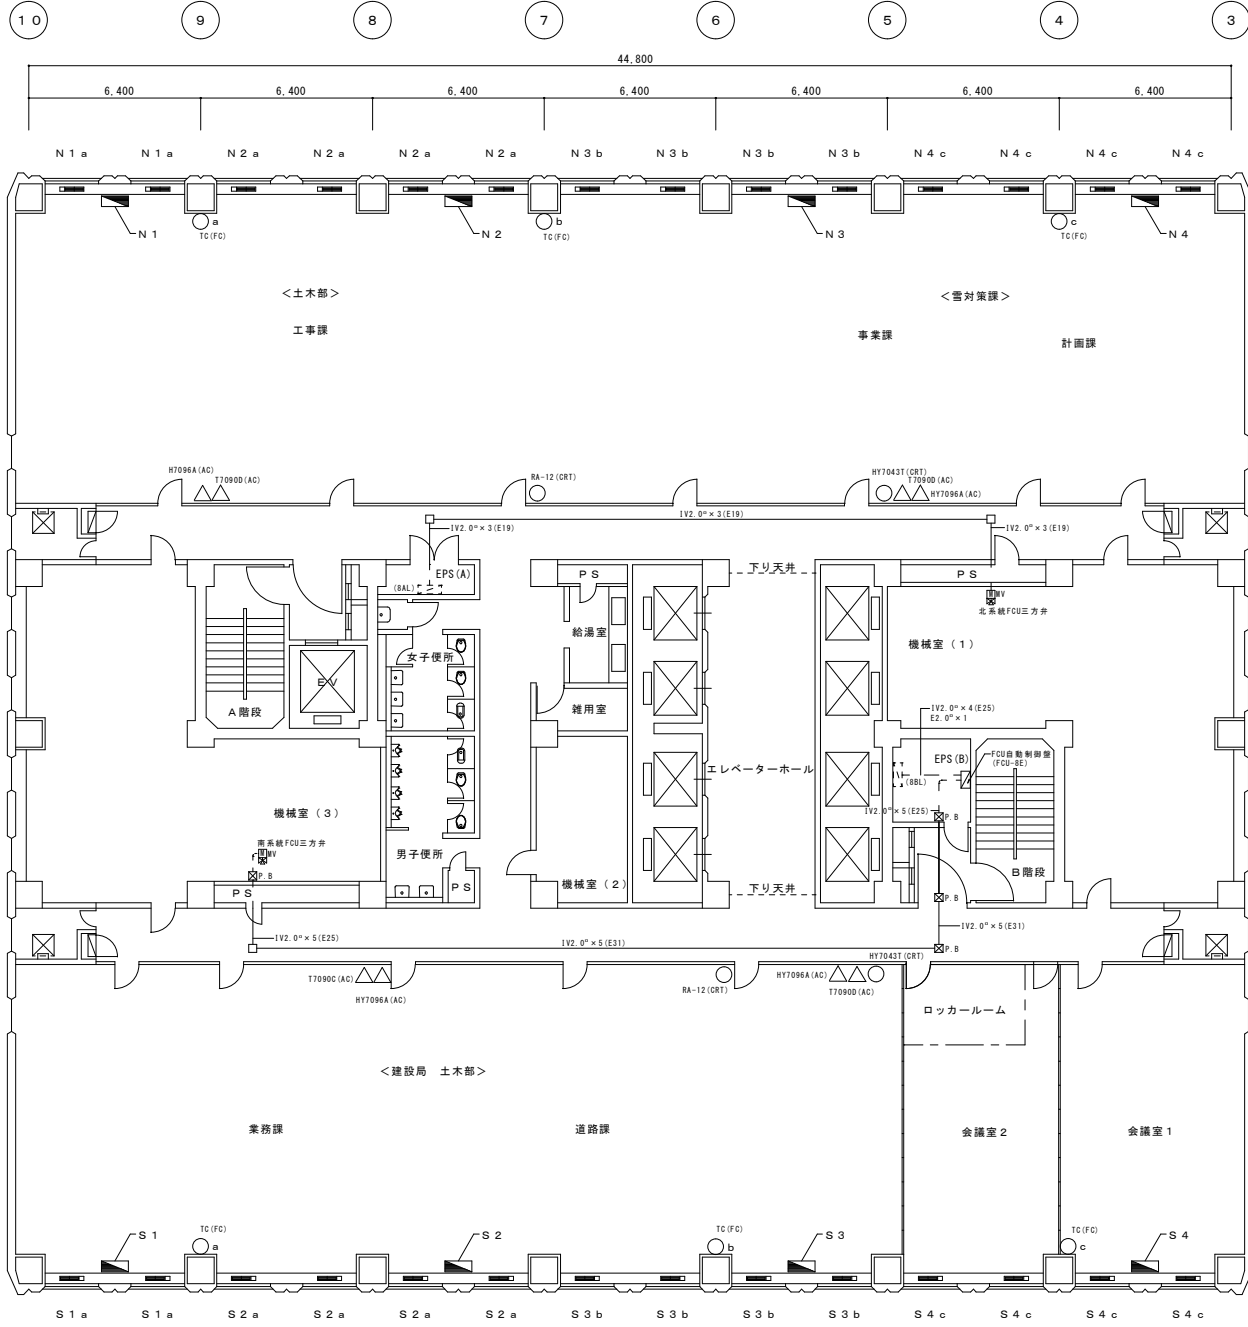 10 9 8 7 6 5 4 3
44,800
6,400 6,400 6,400 6,400 6,400 6,400 6,400
N1a N1a N2a N2a N2a N2a N3b N3b N3b N3b N4c N4c N4c N4c
a b c
N1 TC(FC) N2 TC(FC) N3 TC(FC) N4
＜土木部＞ ＜雪対策課＞
工事課 事業課 計画課
H7096A(AC)
T7090D(AC)
RA-12(CRT)
HY7043T(CRT)
T7090D(AC)
HY7096A(AC)
IV2.0□×3(E19)
IV2.0□×3(E19) IV2.0□×3(E19)
EPS(A)
(8AL)
PS 下り天井 PS
MV
北系統FCU三方弁
給湯室
機械室（1）
女子便所
EV
A階段
雑用室
IV2.0□×4(E25)
E2.0□×1
EPS(B)
FCU自動制御盤
(FCU-8E)
エレベーターホール
(8BL)
IV2.0□×5(E25)
P.B
機械室（3）
南系統FCU三方弁
MV
男子便所
B階段
P.B
PS PS 機械室（2） 下り天井
P.B
IV2.0□×5(E31)
IV2.0□×5(E25) IV2.0□×5(E31) P.B
HY7043T(CRT)
T7090C(AC) HY7096A(AC)
RA-12(CRT) T7090D(AC)
HY7096A(AC)
ロッカールーム
＜建設局　土木部＞
業務課 道路課 会議室2 会議室1
TC(FC) TC(FC) TC(FC)
S1 a S2 b S3 c S4
S1a S1a S2a S2a S2a S2a S3b S3b S3b S3b S4c S4c S4c S4c